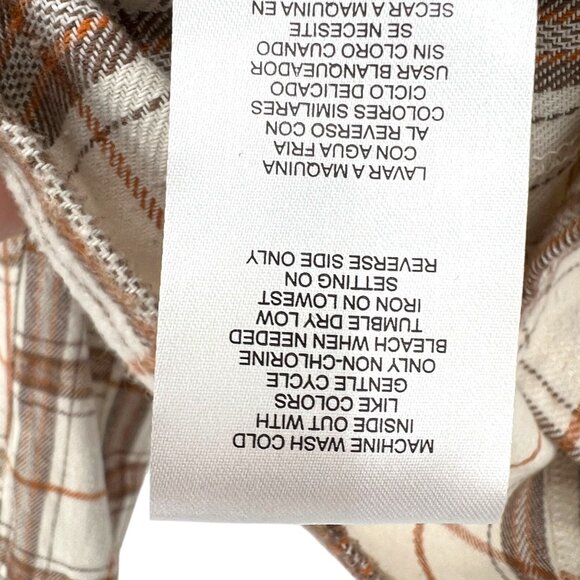 MACHINE WASH COLD
INSIDE OUT WITH
LIKE COLORS
GENTLE CYCLE
ONLY NON-CHLORINE
BLEACH WHEN NEEDED
TUMBLE DRY LOW
IRON ON LOWEST
SETTING ON
REVERSE SIDE ONLY
LAVAR A MAQUINA
CON AGUA FRIA
AL REVERSO CON
COLORES SIMILARES
CICLO DELICADO
USAR BLANQUEADOR
SIN CLORO CUANDO
SE NECESITE
SECAR A MAQUINA EN